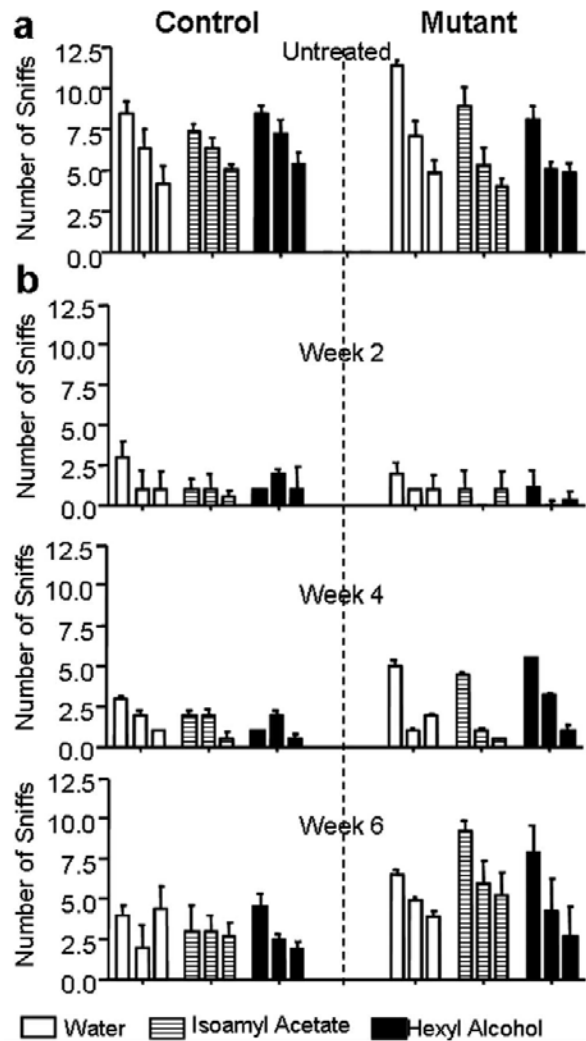 a Control Mutant
Untreated
Number of Sniffs
12.5
10.0
7.5
5.0
2.5
0.0
b
Week 2
Number of Sniffs
12.5
10.0
7.5
5.0
2.5
0.0
Week 4
Number of Sniffs
12.5
10.0
7.5
5.0
2.5
0.0
Week 6
Number of Sniffs
12.5
10.0
7.5
5.0
2.5
0.0
Water Isoamyl Acetate Hexyl Alcohol